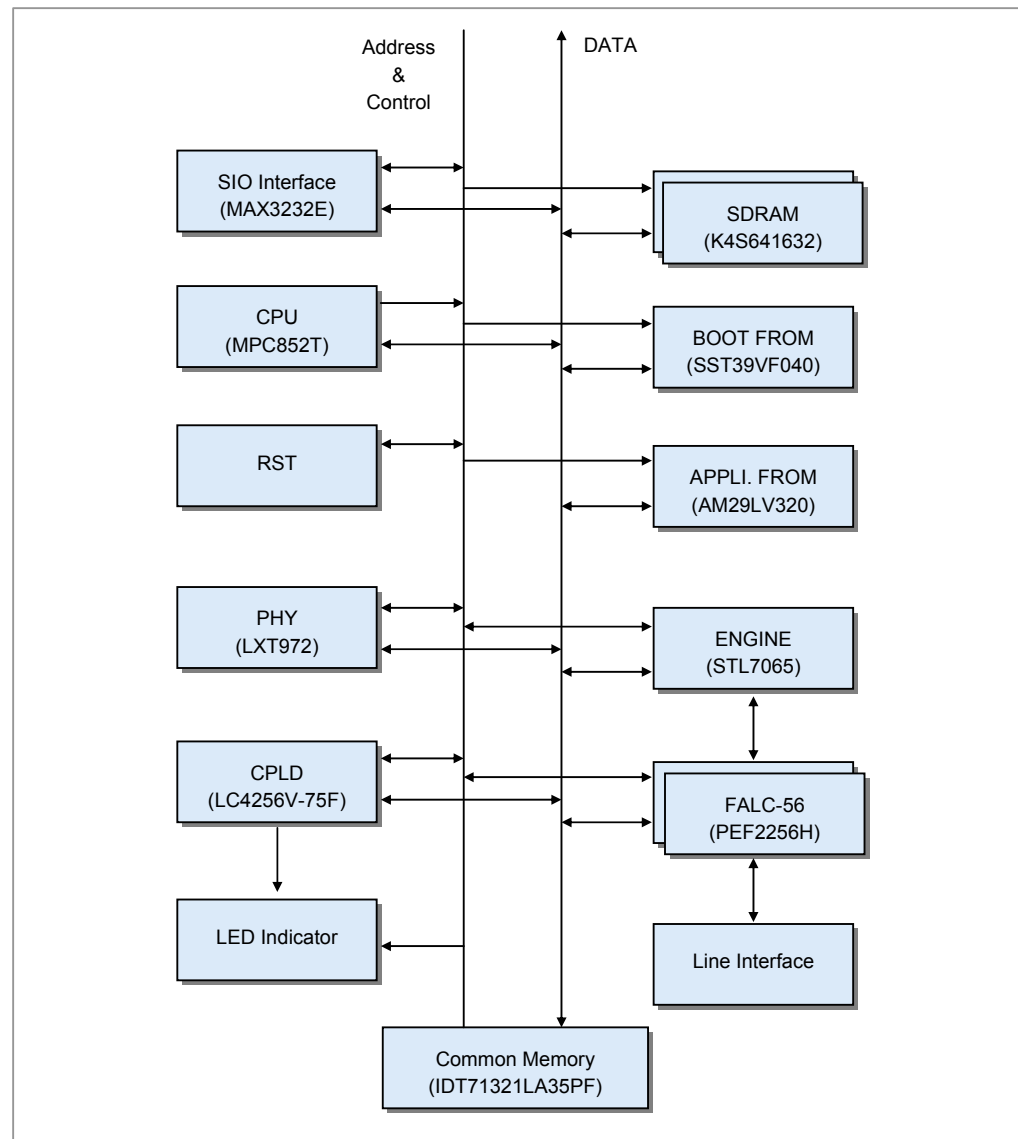 Address
&
Control
DATA
SIO Interface
(MAX3232E)
SDRAM
(K4S641632)
CPU
(MPC852T)
BOOT FROM
(SST39VF040)
RST
APPLI. FROM
(AM29LV320)
PHY
(LXT972)
ENGINE
(STL7065)
CPLD
(LC4256V-75F)
FALC-56
(PEF2256H)
LED Indicator
Line Interface
Common Memory
(IDT71321LA35PF)